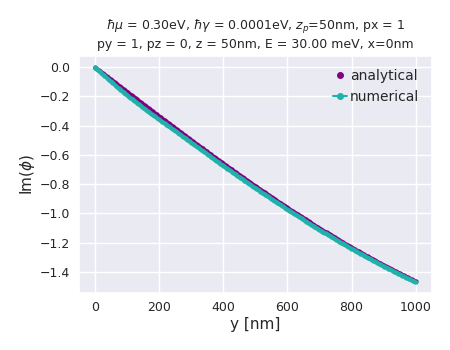 ħμ = 0.30eV, ħγ = 0.0001eV, z_p=50nm, px = 1
py = 1, pz = 0, z = 50nm, E = 30.00 meV, x=0nm
analytical
numerical
0.0
−0.2
−0.4
−0.6
−0.8
−1.0
−1.2
−1.4
Im(ϕ)
0 200 400 600 800 1000
y [nm]